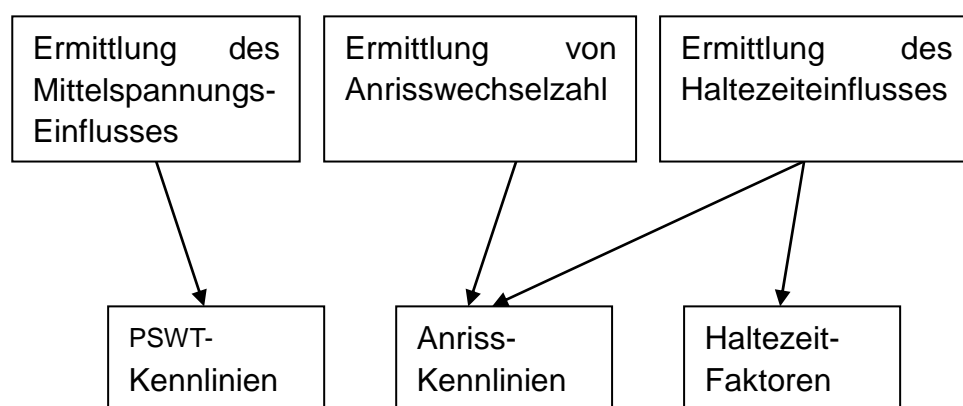 Ermittlung des
Mittelspannungs-
Einflusses
Ermittlung von
Anrisswechselzahl
Ermittlung des
Haltezeiteinflusses
PSWT-
Kennlinien
Anriss-
Kennlinien
Haltezeit-
Faktoren